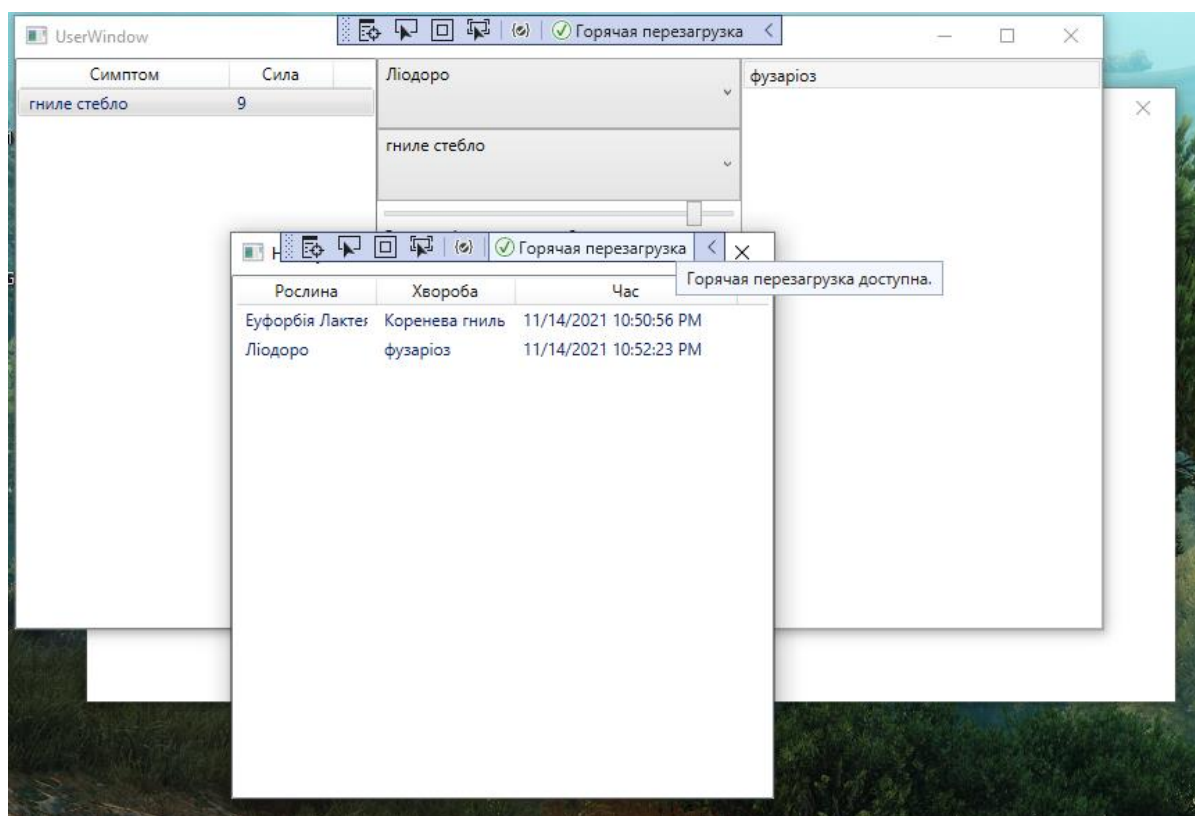 UserWindow
Горячая перезагрузка
Симптом Сила
гниле стебло 9
Ліодоро
гниле стебло
фузаріоз
Горячая перезагрузка
Горячая перезагрузка доступна.
Рослина Хвороба Час
Еуфорбія Лактея Коренева гниль 11/14/2021 10:50:56 PM
Ліодоро фузаріоз 11/14/2021 10:52:23 PM